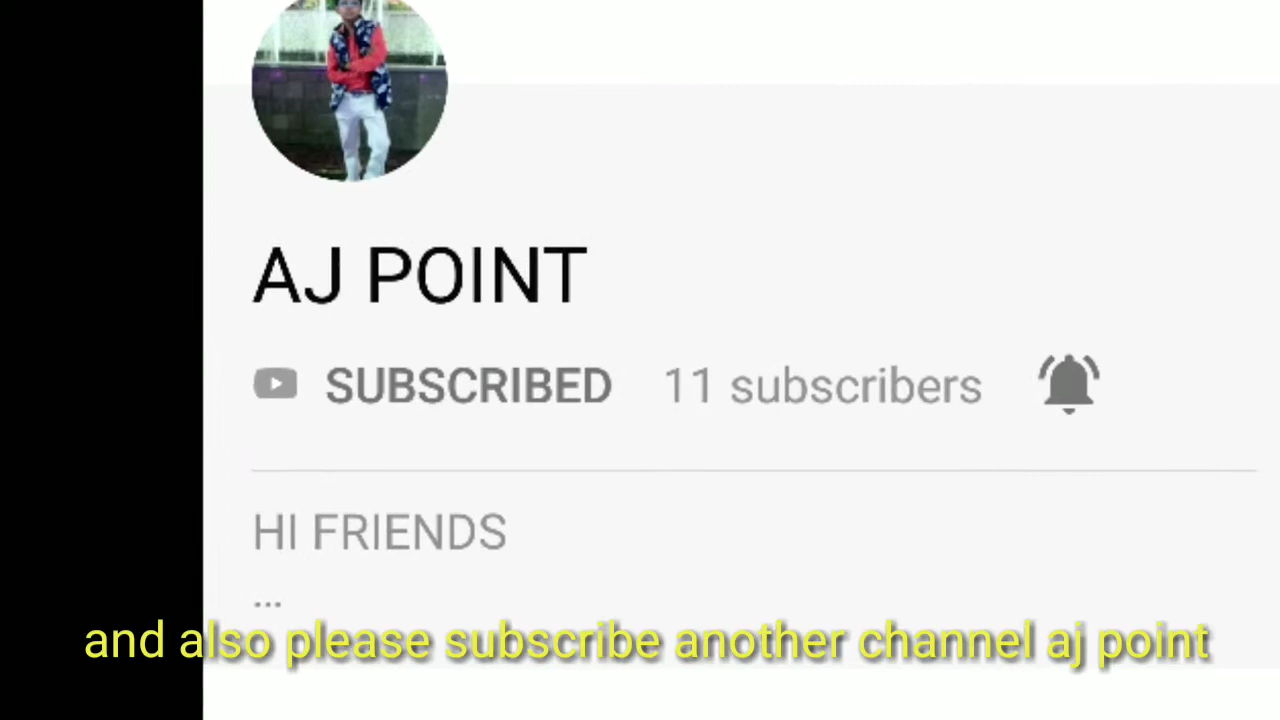 AJ POINT
SUBSCRIBED 11 subscribers
HI FRIENDS
...
and also please subscribe another channel aj point